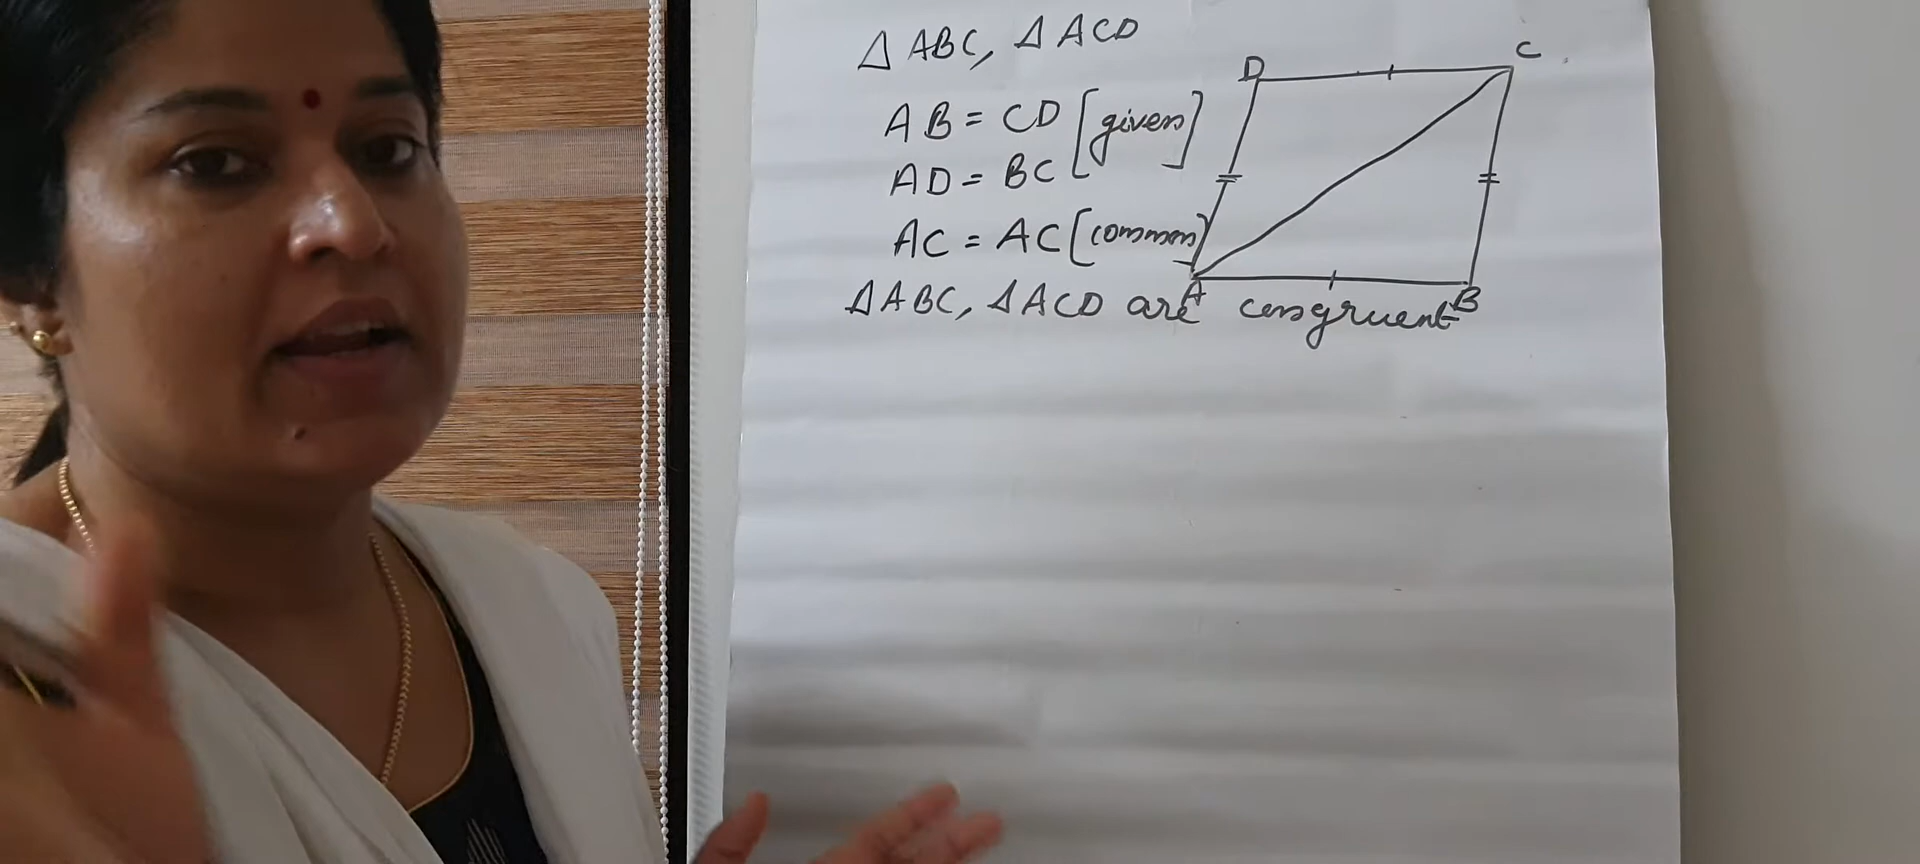 Δ ABC, Δ ACD
AB = CD [given]
AD = BC
AC = AC [common]
Δ ABC, Δ ACD are congruent
D
C
A
B